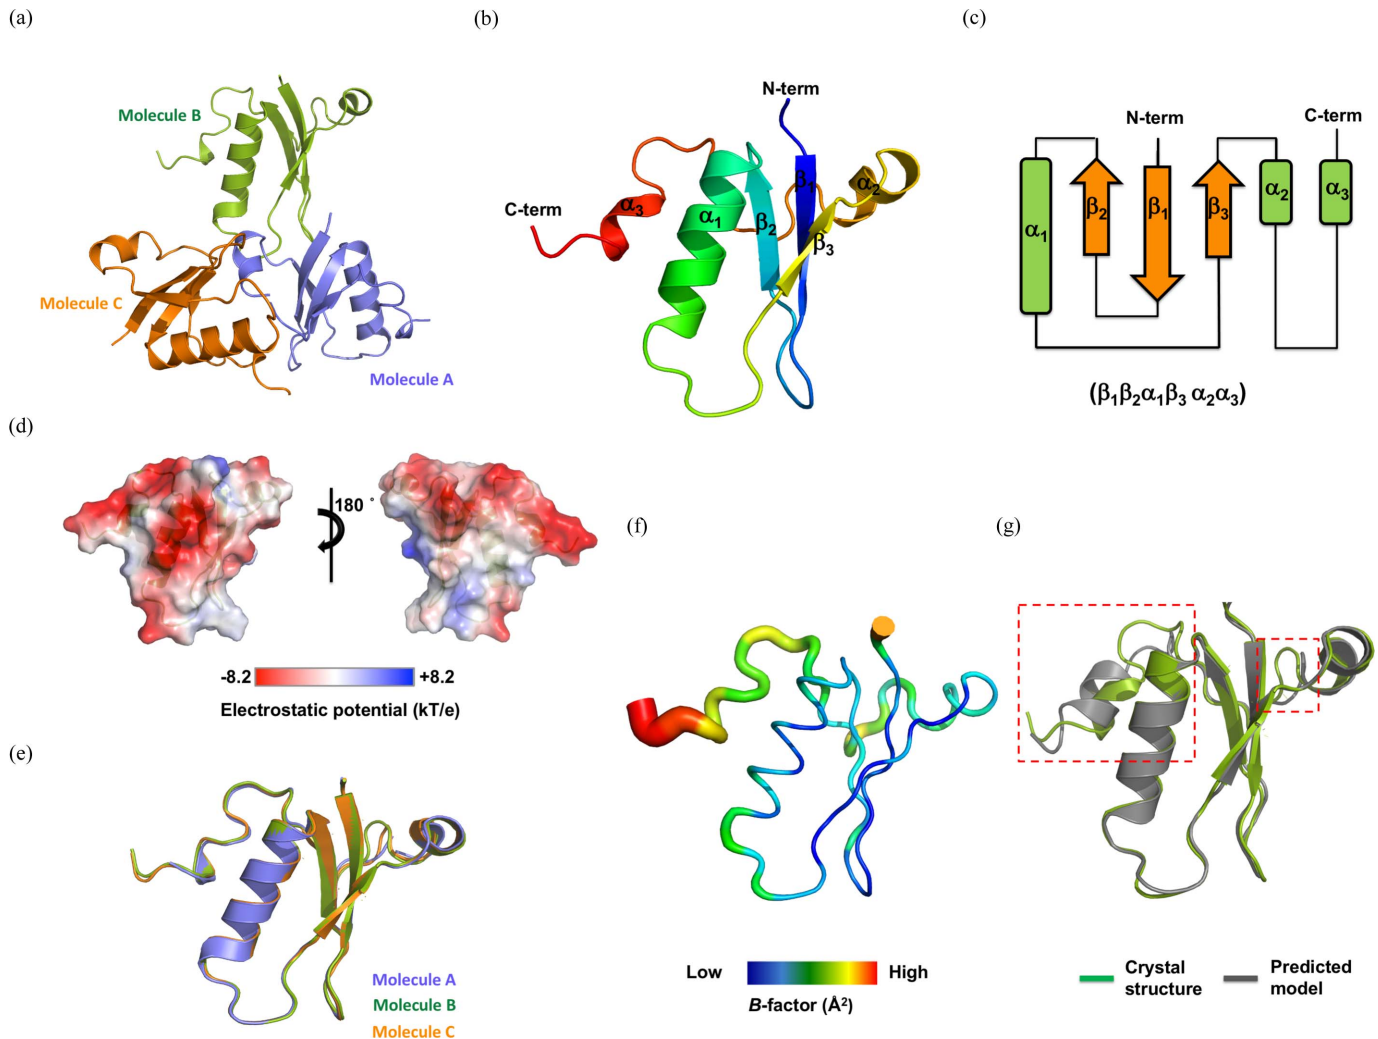 (a)
(b)
(c)
Molecule B
Molecule C
Molecule A
N-term
C-term
α3
α1
β2
β1
α2
β3
N-term
C-term
α1
β2
β1
β3
α2
α3
(β1β2α1β3 α2α3)
(d)
180 °
-8.2
+8.2
Electrostatic potential (kT/e)
(e)
Molecule A
Molecule B
Molecule C
(f)
Low
High
B-factor (Å²)
(g)
Crystal
structure
Predicted
model